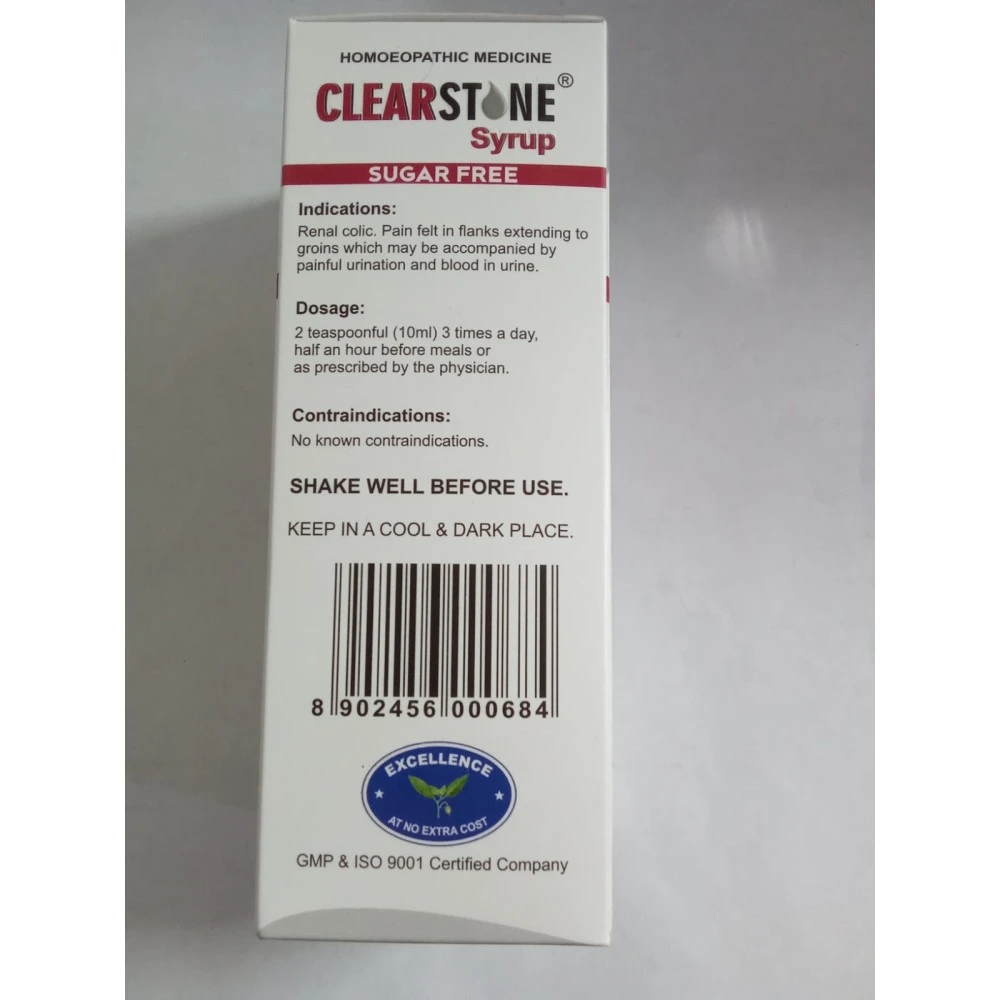 HOMOEOPATHIC MEDICINE
CLEARSTONE®
Syrup
SUGAR FREE
Indications:
Renal colic. Pain felt in flanks extending to
groins which may be accompanied by
painful urination and blood in urine.
Dosage:
2 teaspoonful (10ml) 3 times a day,
half an hour before meals or
as prescribed by the physician.
Contraindications:
No known contraindications.
SHAKE WELL BEFORE USE.
KEEP IN A COOL & DARK PLACE.
8 902456 000684
EXCELLENCE
AT NO EXTRA COST
GMP & ISO 9001 Certified Company